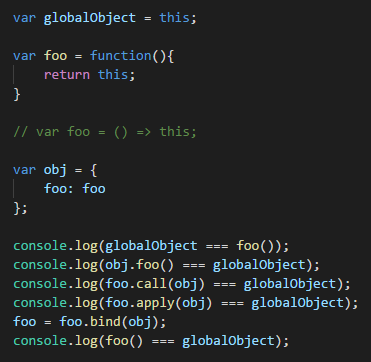 var globalObject = this;
var foo = function(){
    return this;
}
// var foo = () => this;
var obj = {
    foo: foo
};
console.log(globalObject === foo());
console.log(obj.foo() === globalObject);
console.log(foo.call(obj) === globalObject);
console.log(foo.apply(obj) === globalObject);
foo = foo.bind(obj);
console.log(foo() === globalObject);